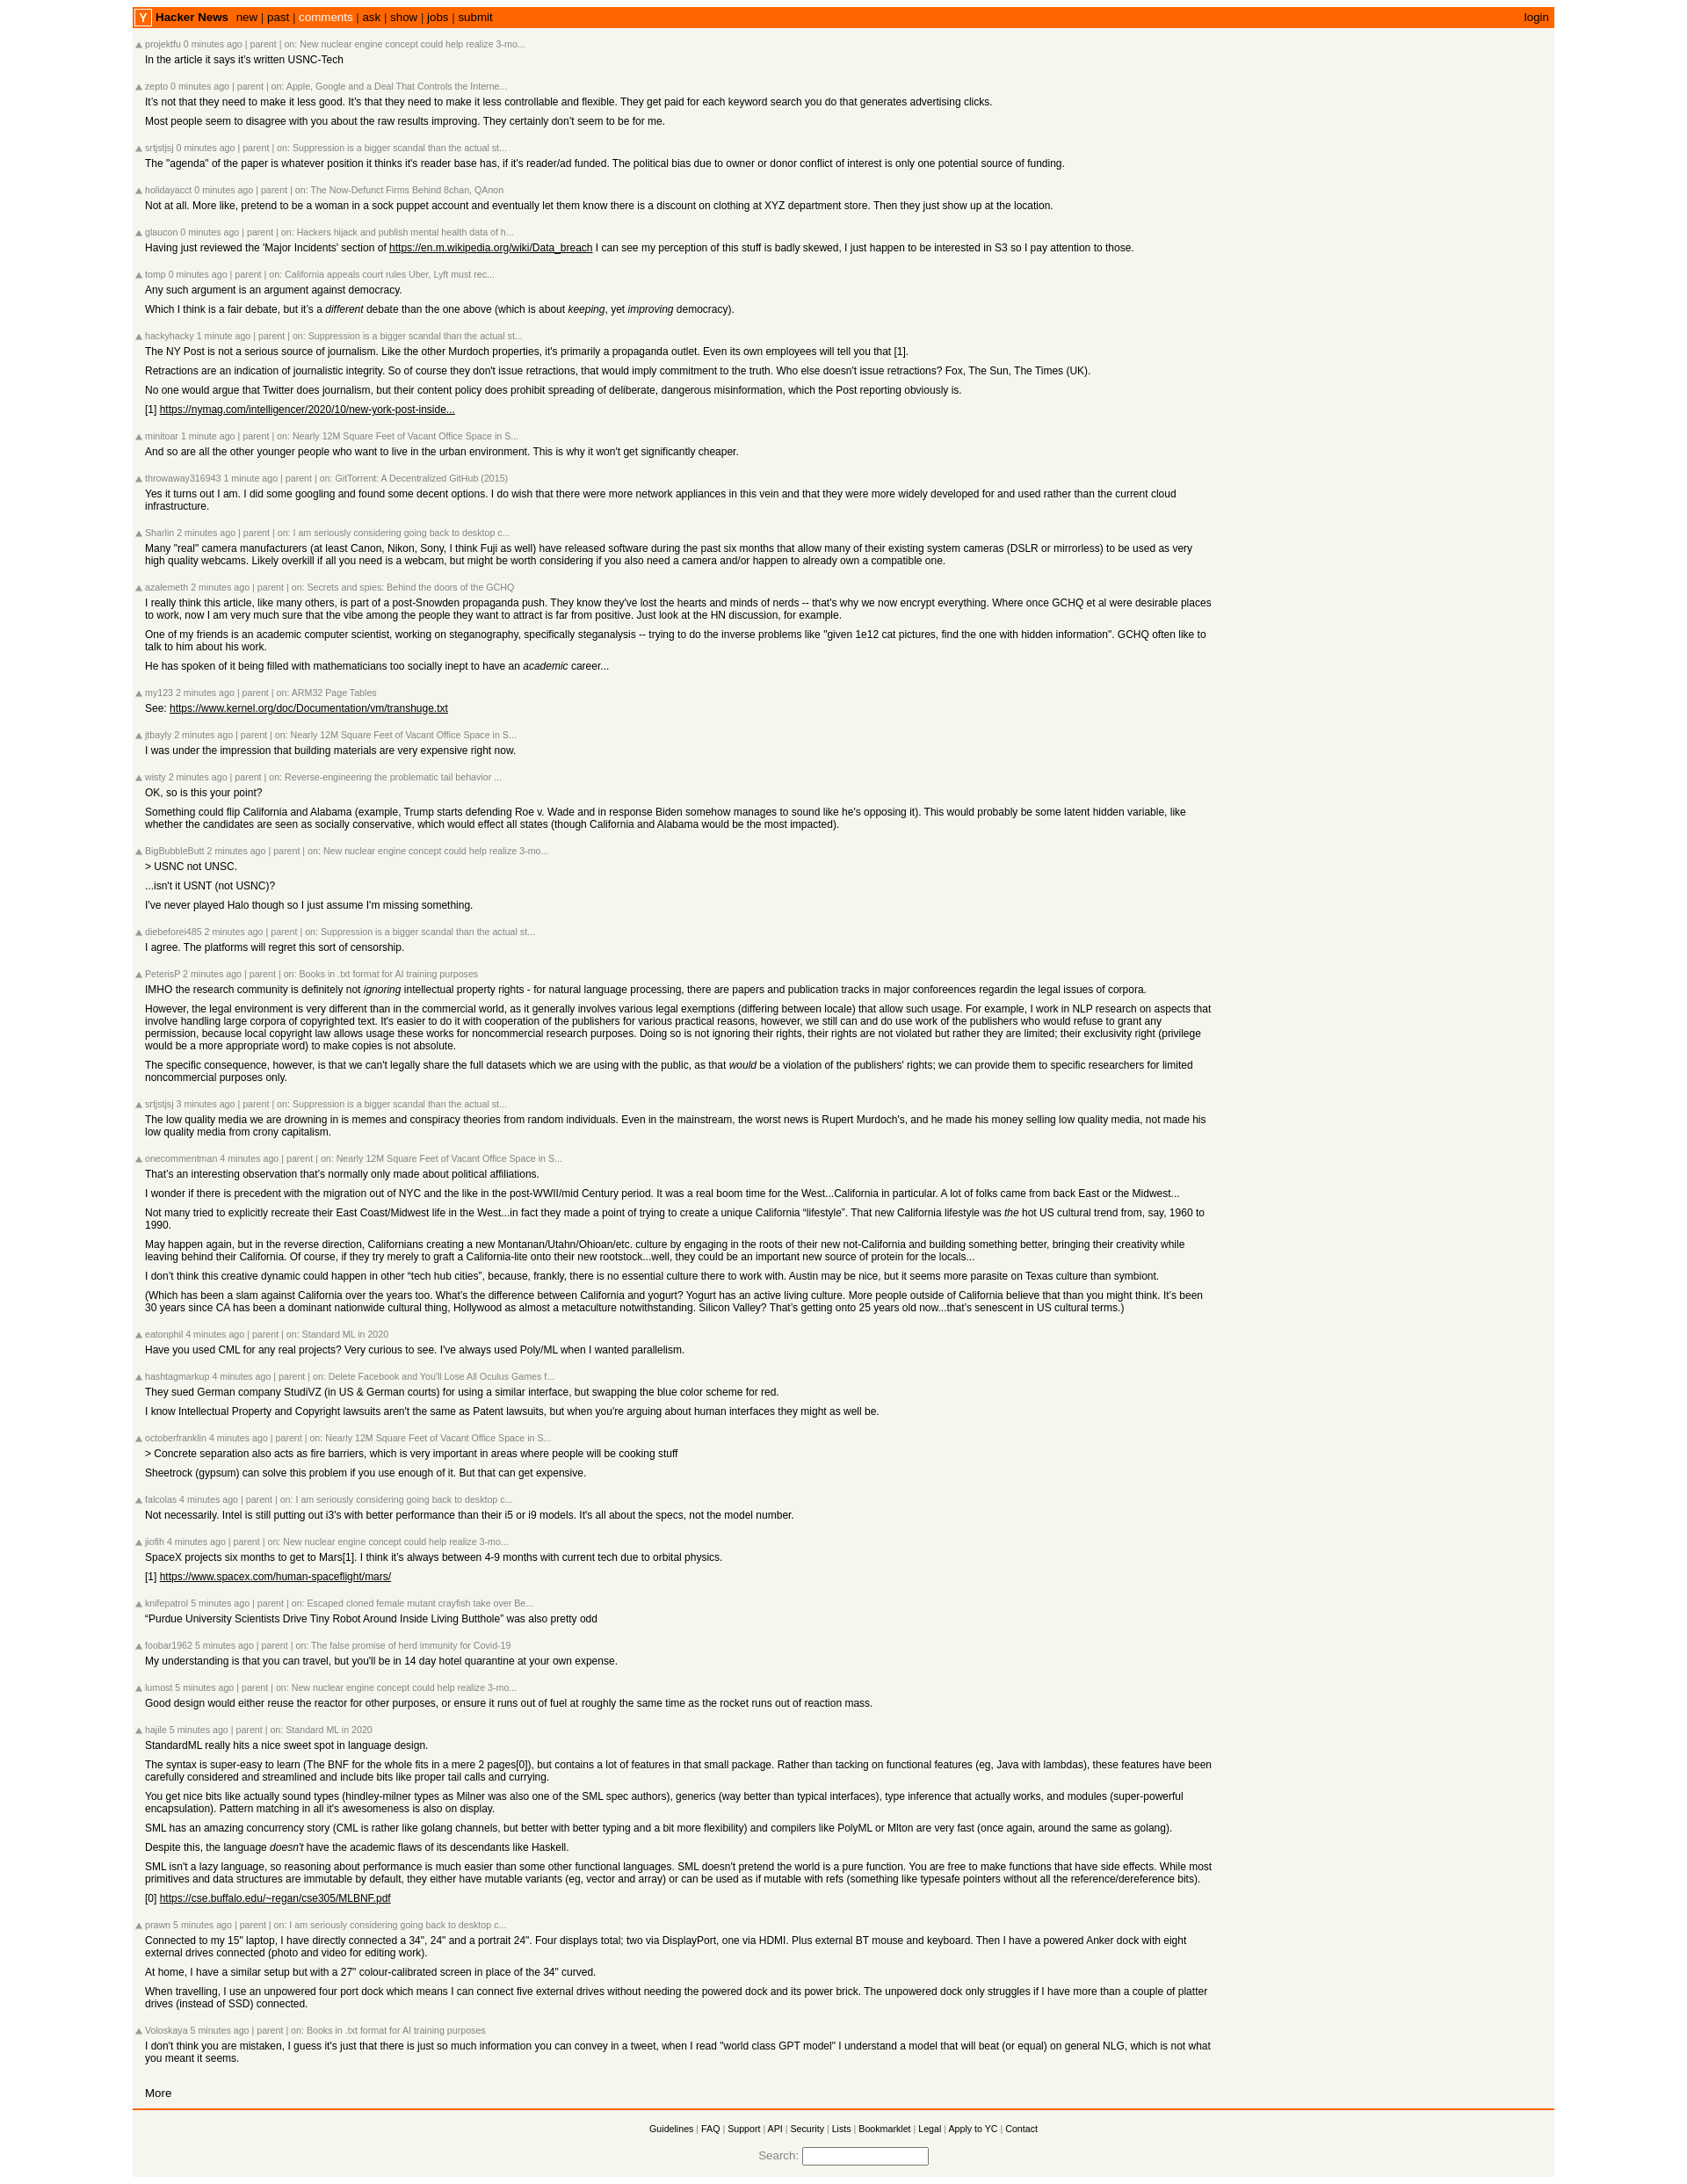 Y Hacker News new | past | comments | ask | show | jobs | submit login
projektfu 0 minutes ago | parent | on: New nuclear engine concept could help realize 3-mo...
In the article it says it's written USNC-Tech
zepto 0 minutes ago | parent | on: Apple, Google and a Deal That Controls the Interne...
It’s not that they need to make it less good. It’s that they need to make it less controllable and flexible. They get paid for each keyword search you do that generates advertising clicks.
Most people seem to disagree with you about the raw results improving. They certainly don’t seem to be for me.
srtjstjsj 0 minutes ago | parent | on: Suppression is a bigger scandal than the actual st...
The "agenda" of the paper is whatever position it thinks it's reader base has, if it's reader/ad funded. The political bias due to owner or donor conflict of interest is only one potential source of funding.
holidayacct 0 minutes ago | parent | on: The Now-Defunct Firms Behind 8chan, QAnon
Not at all. More like, pretend to be a woman in a sock puppet account and eventually let them know there is a discount on clothing at XYZ department store. Then they just show up at the location.
glaucon 0 minutes ago | parent | on: Hackers hijack and publish mental health data of h...
Having just reviewed the 'Major Incidents' section of https://en.m.wikipedia.org/wiki/Data_breach I can see my perception of this stuff is badly skewed, I just happen to be interested in S3 so I pay attention to those.
tomp 0 minutes ago | parent | on: California appeals court rules Uber, Lyft must rec...
Any such argument is an argument against democracy.
Which I think is a fair debate, but it’s a different debate than the one above (which is about keeping, yet improving democracy).
hackyhacky 1 minute ago | parent | on: Suppression is a bigger scandal than the actual st...
The NY Post is not a serious source of journalism. Like the other Murdoch properties, it's primarily a propaganda outlet. Even its own employees will tell you that [1].
Retractions are an indication of journalistic integrity. So of course they don't issue retractions, that would imply commitment to the truth. Who else doesn't issue retractions? Fox, The Sun, The Times (UK).
No one would argue that Twitter does journalism, but their content policy does prohibit spreading of deliberate, dangerous misinformation, which the Post reporting obviously is.
[1] https://nymag.com/intelligencer/2020/10/new-york-post-inside...
minitoar 1 minute ago | parent | on: Nearly 12M Square Feet of Vacant Office Space in S...
And so are all the other younger people who want to live in the urban environment. This is why it won't get significantly cheaper.
throwaway316943 1 minute ago | parent | on: GitTorrent: A Decentralized GitHub (2015)
Yes it turns out I am. I did some googling and found some decent options. I do wish that there were more network appliances in this vein and that they were more widely developed for and used rather than the current cloud
infrastructure.
Sharlin 2 minutes ago | parent | on: I am seriously considering going back to desktop c...
Many "real" camera manufacturers (at least Canon, Nikon, Sony, I think Fuji as well) have released software during the past six months that allow many of their existing system cameras (DSLR or mirrorless) to be used as very
high quality webcams. Likely overkill if all you need is a webcam, but might be worth considering if you also need a camera and/or happen to already own a compatible one.
azalemeth 2 minutes ago | parent | on: Secrets and spies: Behind the doors of the GCHQ
I really think this article, like many others, is part of a post-Snowden propaganda push. They know they've lost the hearts and minds of nerds -- that's why we now encrypt everything. Where once GCHQ et al were desirable places
to work, now I am very much sure that the vibe among the people they want to attract is far from positive. Just look at the HN discussion, for example.
One of my friends is an academic computer scientist, working on steganography, specifically steganalysis -- trying to do the inverse problems like "given 1e12 cat pictures, find the one with hidden information". GCHQ often like to
talk to him about his work.
He has spoken of it being filled with mathematicians too socially inept to have an academic career...
my123 2 minutes ago | parent | on: ARM32 Page Tables
See: https://www.kernel.org/doc/Documentation/vm/transhuge.txt
jtbayly 2 minutes ago | parent | on: Nearly 12M Square Feet of Vacant Office Space in S...
I was under the impression that building materials are very expensive right now.
wisty 2 minutes ago | parent | on: Reverse-engineering the problematic tail behavior ...
OK, so is this your point?
Something could flip California and Alabama (example, Trump starts defending Roe v. Wade and in response Biden somehow manages to sound like he's opposing it). This would probably be some latent hidden variable, like
whether the candidates are seen as socially conservative, which would effect all states (though California and Alabama would be the most impacted).
BigBubbleButt 2 minutes ago | parent | on: New nuclear engine concept could help realize 3-mo...
> USNC not UNSC.
...isn't it USNT (not USNC)?
I've never played Halo though so I just assume I'm missing something.
diebeforei485 2 minutes ago | parent | on: Suppression is a bigger scandal than the actual st...
I agree. The platforms will regret this sort of censorship.
PeterisP 2 minutes ago | parent | on: Books in .txt format for AI training purposes
IMHO the research community is definitely not ignoring intellectual property rights - for natural language processing, there are papers and publication tracks in major conforeences regardin the legal issues of corpora.
However, the legal environment is very different than in the commercial world, as it generally involves various legal exemptions (differing between locale) that allow such usage. For example, I work in NLP research on aspects that
involve handling large corpora of copyrighted text. It's easier to do it with cooperation of the publishers for various practical reasons, however, we still can and do use work of the publishers who would refuse to grant any
permission, because local copyright law allows usage these works for noncommercial research purposes. Doing so is not ignoring their rights, their rights are not violated but rather they are limited; their exclusivity right (privilege
would be a more appropriate word) to make copies is not absolute.
The specific consequence, however, is that we can't legally share the full datasets which we are using with the public, as that would be a violation of the publishers' rights; we can provide them to specific researchers for limited
noncommercial purposes only.
srtjstjsj 3 minutes ago | parent | on: Suppression is a bigger scandal than the actual st...
The low quality media we are drowning in is memes and conspiracy theories from random individuals. Even in the mainstream, the worst news is Rupert Murdoch's, and he made his money selling low quality media, not made his
low quality media from crony capitalism.
onecommentman 4 minutes ago | parent | on: Nearly 12M Square Feet of Vacant Office Space in S...
That’s an interesting observation that’s normally only made about political affiliations.
I wonder if there is precedent with the migration out of NYC and the like in the post-WWII/mid Century period. It was a real boom time for the West...California in particular. A lot of folks came from back East or the Midwest...
Not many tried to explicitly recreate their East Coast/Midwest life in the West...in fact they made a point of trying to create a unique California “lifestyle”. That new California lifestyle was the hot US cultural trend from, say, 1960 to
1990.
May happen again, but in the reverse direction, Californians creating a new Montanan/Utahn/Ohioan/etc. culture by engaging in the roots of their new not-California and building something better, bringing their creativity while
leaving behind their California. Of course, if they try merely to graft a California-lite onto their new rootstock...well, they could be an important new source of protein for the locals...
I don’t think this creative dynamic could happen in other “tech hub cities”, because, frankly, there is no essential culture there to work with. Austin may be nice, but it seems more parasite on Texas culture than symbiont.
(Which has been a slam against California over the years too. What’s the difference between California and yogurt? Yogurt has an active living culture. More people outside of California believe that than you might think. It’s been
30 years since CA has been a dominant nationwide cultural thing, Hollywood as almost a metaculture notwithstanding. Silicon Valley? That’s getting onto 25 years old now...that’s senescent in US cultural terms.)
eatonphil 4 minutes ago | parent | on: Standard ML in 2020
Have you used CML for any real projects? Very curious to see. I've always used Poly/ML when I wanted parallelism.
hashtagmarkup 4 minutes ago | parent | on: Delete Facebook and You'll Lose All Oculus Games f...
They sued German company StudiVZ (in US & German courts) for using a similar interface, but swapping the blue color scheme for red.
I know Intellectual Property and Copyright lawsuits aren't the same as Patent lawsuits, but when you're arguing about human interfaces they might as well be.
octoberfranklin 4 minutes ago | parent | on: Nearly 12M Square Feet of Vacant Office Space in S...
> Concrete separation also acts as fire barriers, which is very important in areas where people will be cooking stuff
Sheetrock (gypsum) can solve this problem if you use enough of it. But that can get expensive.
falcolas 4 minutes ago | parent | on: I am seriously considering going back to desktop c...
Not necessarily. Intel is still putting out i3's with better performance than their i5 or i9 models. It's all about the specs, not the model number.
jiofih 4 minutes ago | parent | on: New nuclear engine concept could help realize 3-mo...
SpaceX projects six months to get to Mars[1]. I think it’s always between 4-9 months with current tech due to orbital physics.
[1] https://www.spacex.com/human-spaceflight/mars/
knifepatrol 5 minutes ago | parent | on: Escaped cloned female mutant crayfish take over Be...
“Purdue University Scientists Drive Tiny Robot Around Inside Living Butthole” was also pretty odd
foobar1962 5 minutes ago | parent | on: The false promise of herd immunity for Covid-19
My understanding is that you can travel, but you'll be in 14 day hotel quarantine at your own expense.
lumost 5 minutes ago | parent | on: New nuclear engine concept could help realize 3-mo...
Good design would either reuse the reactor for other purposes, or ensure it runs out of fuel at roughly the same time as the rocket runs out of reaction mass.
hajile 5 minutes ago | parent | on: Standard ML in 2020
StandardML really hits a nice sweet spot in language design.
The syntax is super-easy to learn (The BNF for the whole fits in a mere 2 pages[0]), but contains a lot of features in that small package. Rather than tacking on functional features (eg, Java with lambdas), these features have been
carefully considered and streamlined and include bits like proper tail calls and currying.
You get nice bits like actually sound types (hindley-milner types as Milner was also one of the SML spec authors), generics (way better than typical interfaces), type inference that actually works, and modules (super-powerful
encapsulation). Pattern matching in all it's awesomeness is also on display.
SML has an amazing concurrency story (CML is rather like golang channels, but better with better typing and a bit more flexibility) and compilers like PolyML or Mlton are very fast (once again, around the same as golang).
Despite this, the language doesn't have the academic flaws of its descendants like Haskell.
SML isn't a lazy language, so reasoning about performance is much easier than some other functional languages. SML doesn't pretend the world is a pure function. You are free to make functions that have side effects. While most
primitives and data structures are immutable by default, they either have mutable variants (eg, vector and array) or can be used as if mutable with refs (something like typesafe pointers without all the reference/dereference bits).
[0] https://cse.buffalo.edu/~regan/cse305/MLBNF.pdf
prawn 5 minutes ago | parent | on: I am seriously considering going back to desktop c...
Connected to my 15" laptop, I have directly connected a 34", 24" and a portrait 24". Four displays total; two via DisplayPort, one via HDMI. Plus external BT mouse and keyboard. Then I have a powered Anker dock with eight
external drives connected (photo and video for editing work).
At home, I have a similar setup but with a 27" colour-calibrated screen in place of the 34" curved.
When travelling, I use an unpowered four port dock which means I can connect five external drives without needing the powered dock and its power brick. The unpowered dock only struggles if I have more than a couple of platter
drives (instead of SSD) connected.
Voloskaya 5 minutes ago | parent | on: Books in .txt format for AI training purposes
I don't think you are mistaken, I guess it's just that there is just so much information you can convey in a tweet, when I read "world class GPT model" I understand a model that will beat (or equal) on general NLG, which is not what
you meant it seems.
More
Guidelines | FAQ | Support | API | Security | Lists | Bookmarklet | Legal | Apply to YC | Contact
Search: